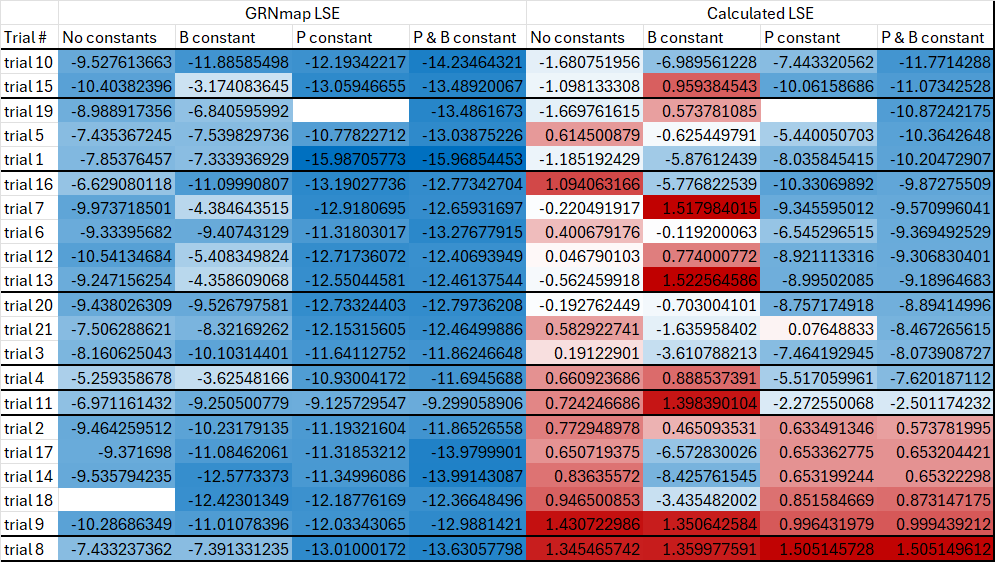 GRNmap LSE Calculated LSE
Trial # No constants B constant P constant P & B constant No constants B constant P constant P & B constant
trial 10 -9.527613663 -11.88585498 -12.19342217 -14.23464321 -1.680751956 -6.989561228 -7.443320562 -11.7714288
trial 15 -10.40382396 -3.174083645 -13.05946655 -13.48920067 -1.098133308 0.959384543 -10.06158686 -11.07342528
trial 19 -8.988917356 -6.840595992 -13.4861673 -1.669761615 0.573781085 -10.87242175
trial 5 -7.435367245 -7.539829736 -10.77822712 -13.03875226 0.614500879 -0.625449791 -5.440050703 -10.3642648
trial 1 -7.85376457 -7.333936929 -15.98705773 -15.96854453 -1.185192429 -5.87612439 -8.035845415 -10.20472907
trial 16 -6.629080118 -11.09990807 -13.19027736 -12.77342704 1.094063166 -5.776822539 -10.33069892 -9.87275509
trial 7 -9.973718501 -4.384643515 -12.9180695 -12.65931697 -0.220491917 1.517984015 -9.345595012 -9.570996041
trial 6 -9.33395682 -9.40743129 -11.31803017 -13.27677915 0.400679176 -0.119200063 -6.545296515 -9.369492529
trial 12 -10.54134684 -5.408349824 -12.71736072 -12.40693949 0.046790103 0.774000772 -8.921113316 -9.306830401
trial 13 -9.247156254 -4.358609068 -12.55044581 -12.46137544 -0.562459918 1.522564586 -8.99502085 -9.18964683
trial 20 -9.438026309 -9.526797581 -12.73324403 -12.79736208 -0.192762449 -0.703004101 -8.757174918 -8.89414996
trial 21 -7.506288621 -8.32169262 -12.15315605 -12.46499886 0.582922741 -1.635958402 0.07648833 -8.467265615
trial 3 -8.160625043 -10.10314401 -11.64112752 -11.86246648 0.19122901 -3.610788213 -7.464192945 -8.073908727
trial 4 -5.259358678 -3.62548166 -10.93004172 -11.6945688 0.660923686 0.888537391 -5.517059961 -7.620187112
trial 11 -6.971161432 -9.250500779 -9.125729547 -9.299058906 0.724246686 1.398390104 -2.272550068 -2.501174232
trial 2 -9.464259512 -10.23179135 -11.19321604 -11.86526558 0.772948978 0.465093531 0.633491346 0.573781995
trial 17 -9.371698 -11.08462061 -11.31853212 -13.9799901 0.650719375 -6.572830026 0.653362775 0.653204421
trial 14 -9.535794235 -12.5773373 -11.34996086 -13.99143087 0.83635572 -8.425761545 0.653199244 0.65322298
trial 18 -12.42301349 -12.18776169 -12.36648496 0.946500853 -3.435482002 0.851584669 0.873147175
trial 9 -10.28686349 -11.01078396 -12.03343065 -12.9881421 1.430722986 1.350642584 0.996431979 0.999439212
trial 8 -7.433237362 -7.391331235 -13.01000172 -13.63057798 1.345465742 1.359977591 1.505145728 1.505149612